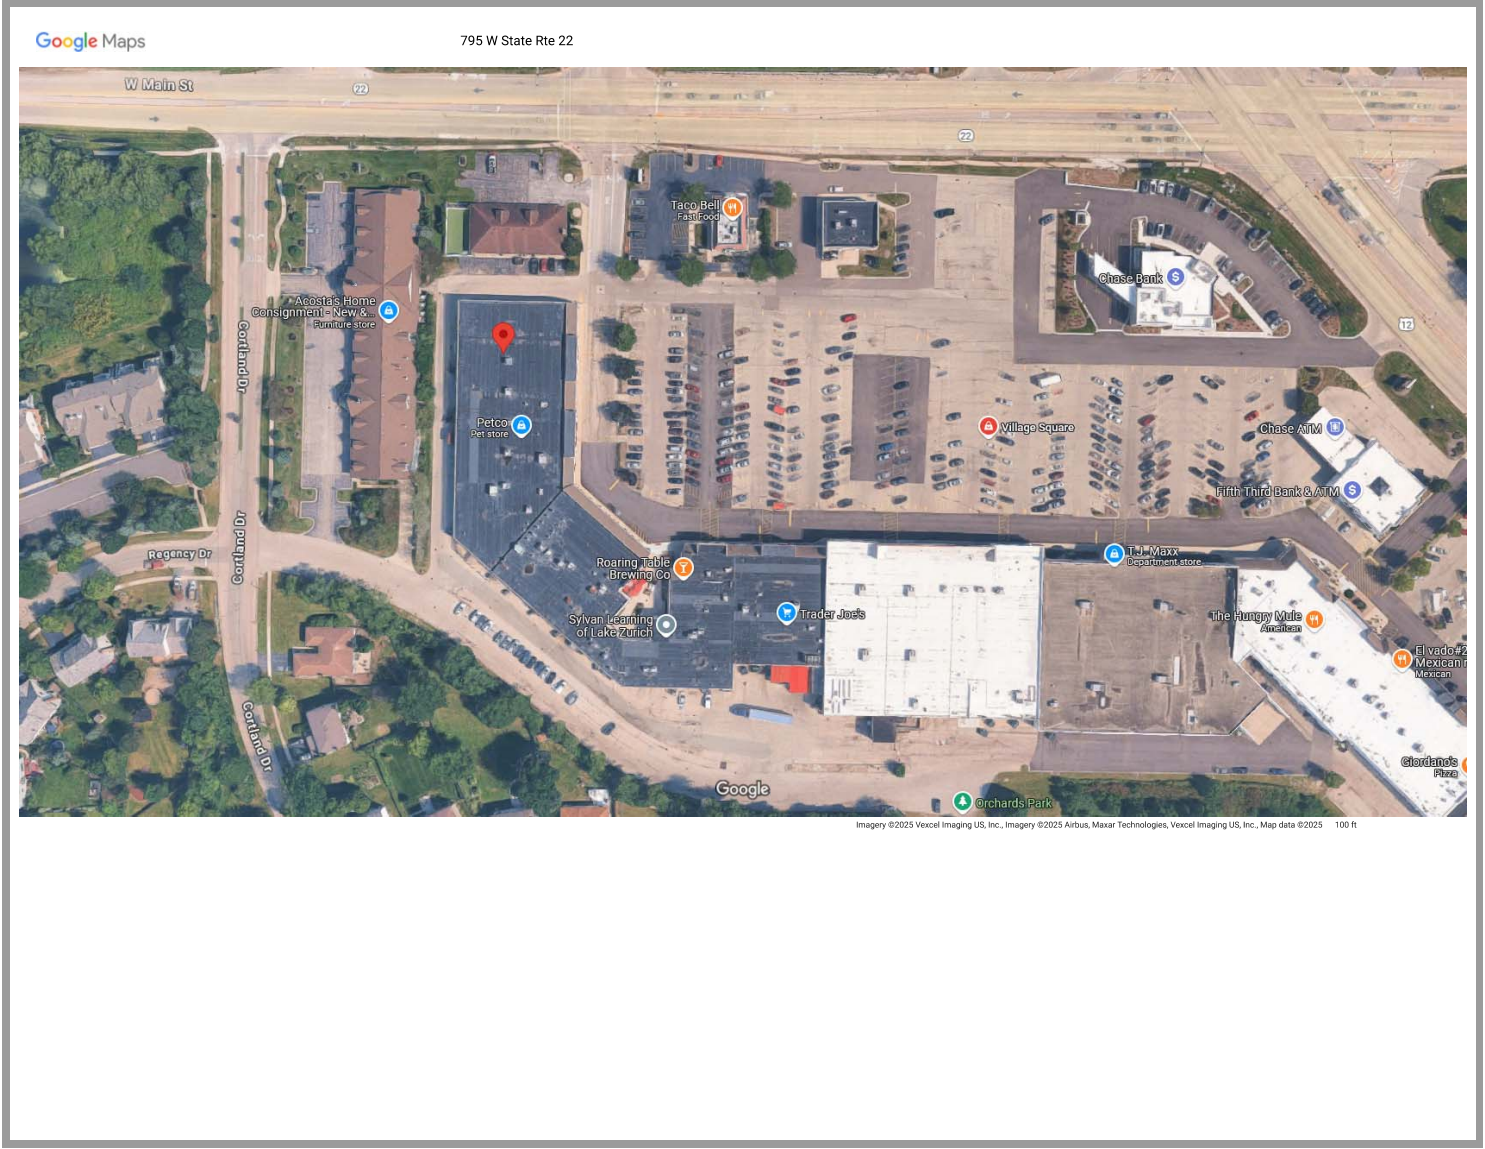 Google Maps
795 W State Rte 22
W Main St
22
22
Taco Bell
Fast Food
Chase Bank
Acosta's Home
Consignment - New &...
Furniture store
12
Cortland Dr
Petco
Pet store
Village Square
Chase ATM
Fifth Third Bank & ATM
Cortland Dr
Regency Dr
Roaring Table
Brewing Co
T.J. Maxx
Department store
Trader Joe's
Sylvan Learning
of Lake Zurich
The Hungry Mule
American
El vado#2
Mexican r
Mexican
Cortland Dr
Giordano's
Pizza
Google
Orchards Park
Imagery ©2025 Vexcel Imaging US, Inc., Imagery ©2025 Airbus, Maxar Technologies, Vexcel Imaging US, Inc., Map data ©2025 100 ft